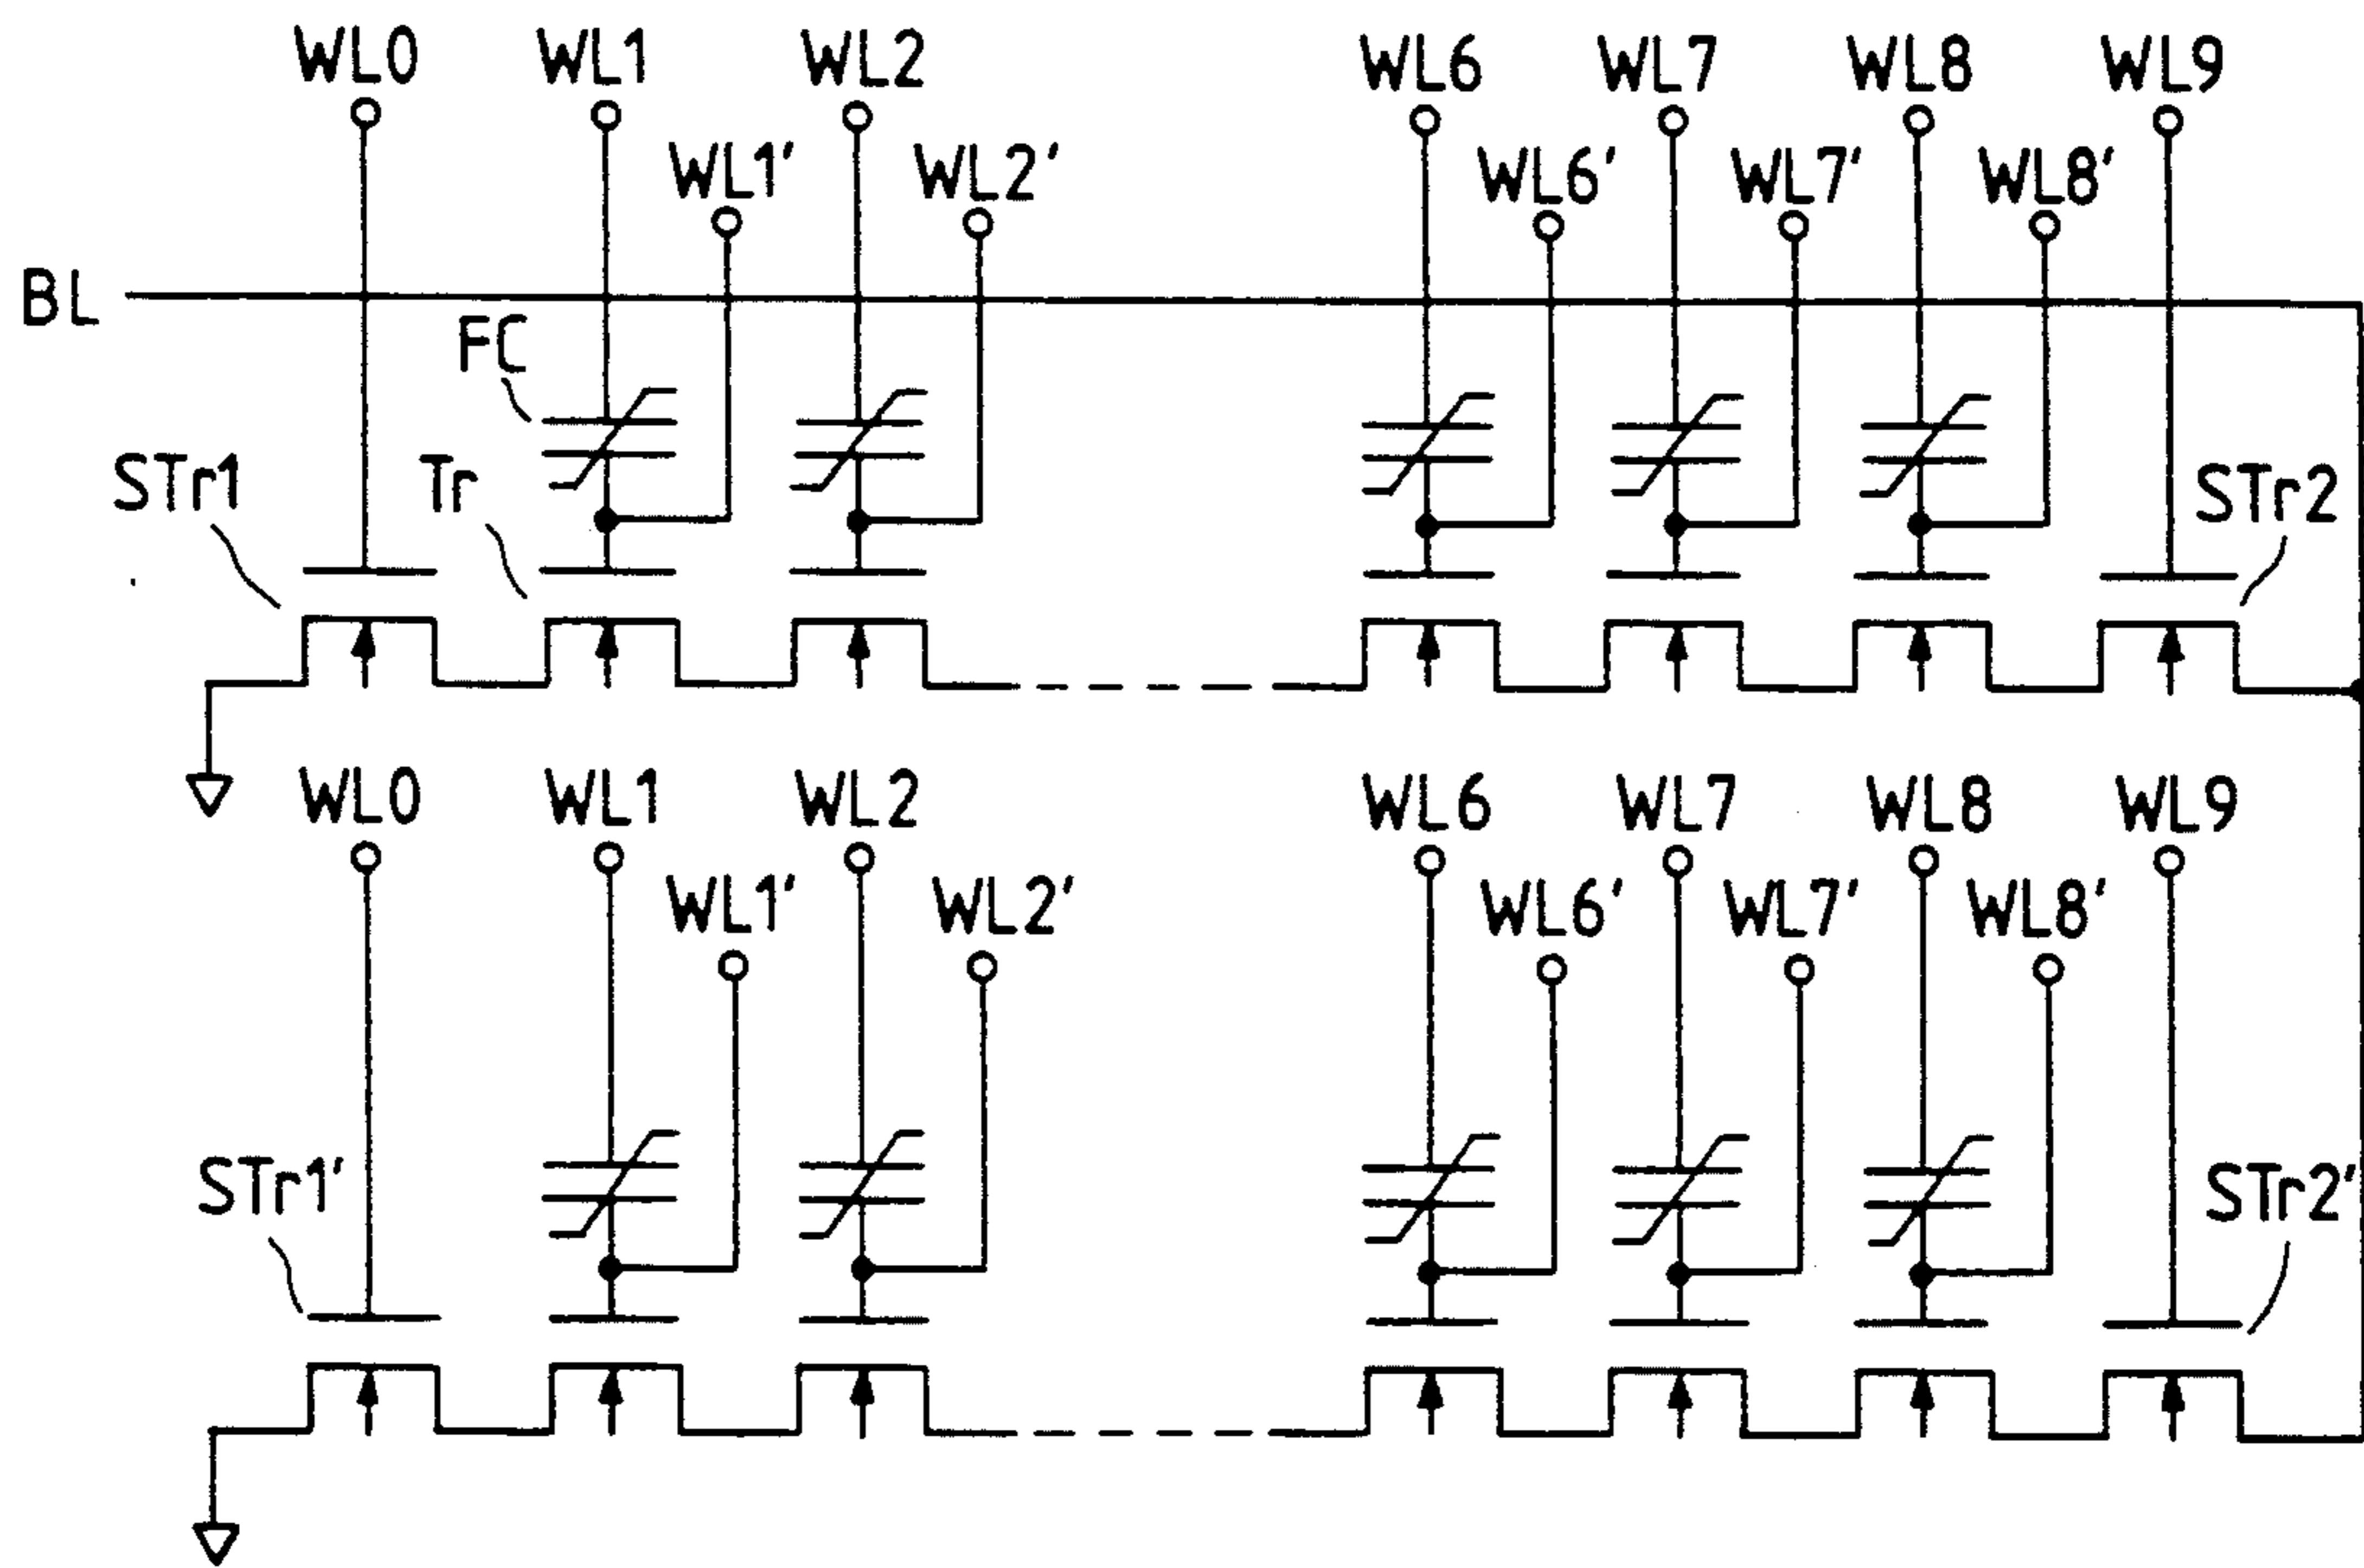 WL0 WL1 WL2 WL6 WL7 WL8 WL9
WL1' WL2' WL6' WL7' WL8'
BL
FC
STr1 Tr STr2
WL0 WL1 WL2 WL6 WL7 WL8 WL9
WL1' WL2' WL6' WL7' WL8'
STr1' STr2'